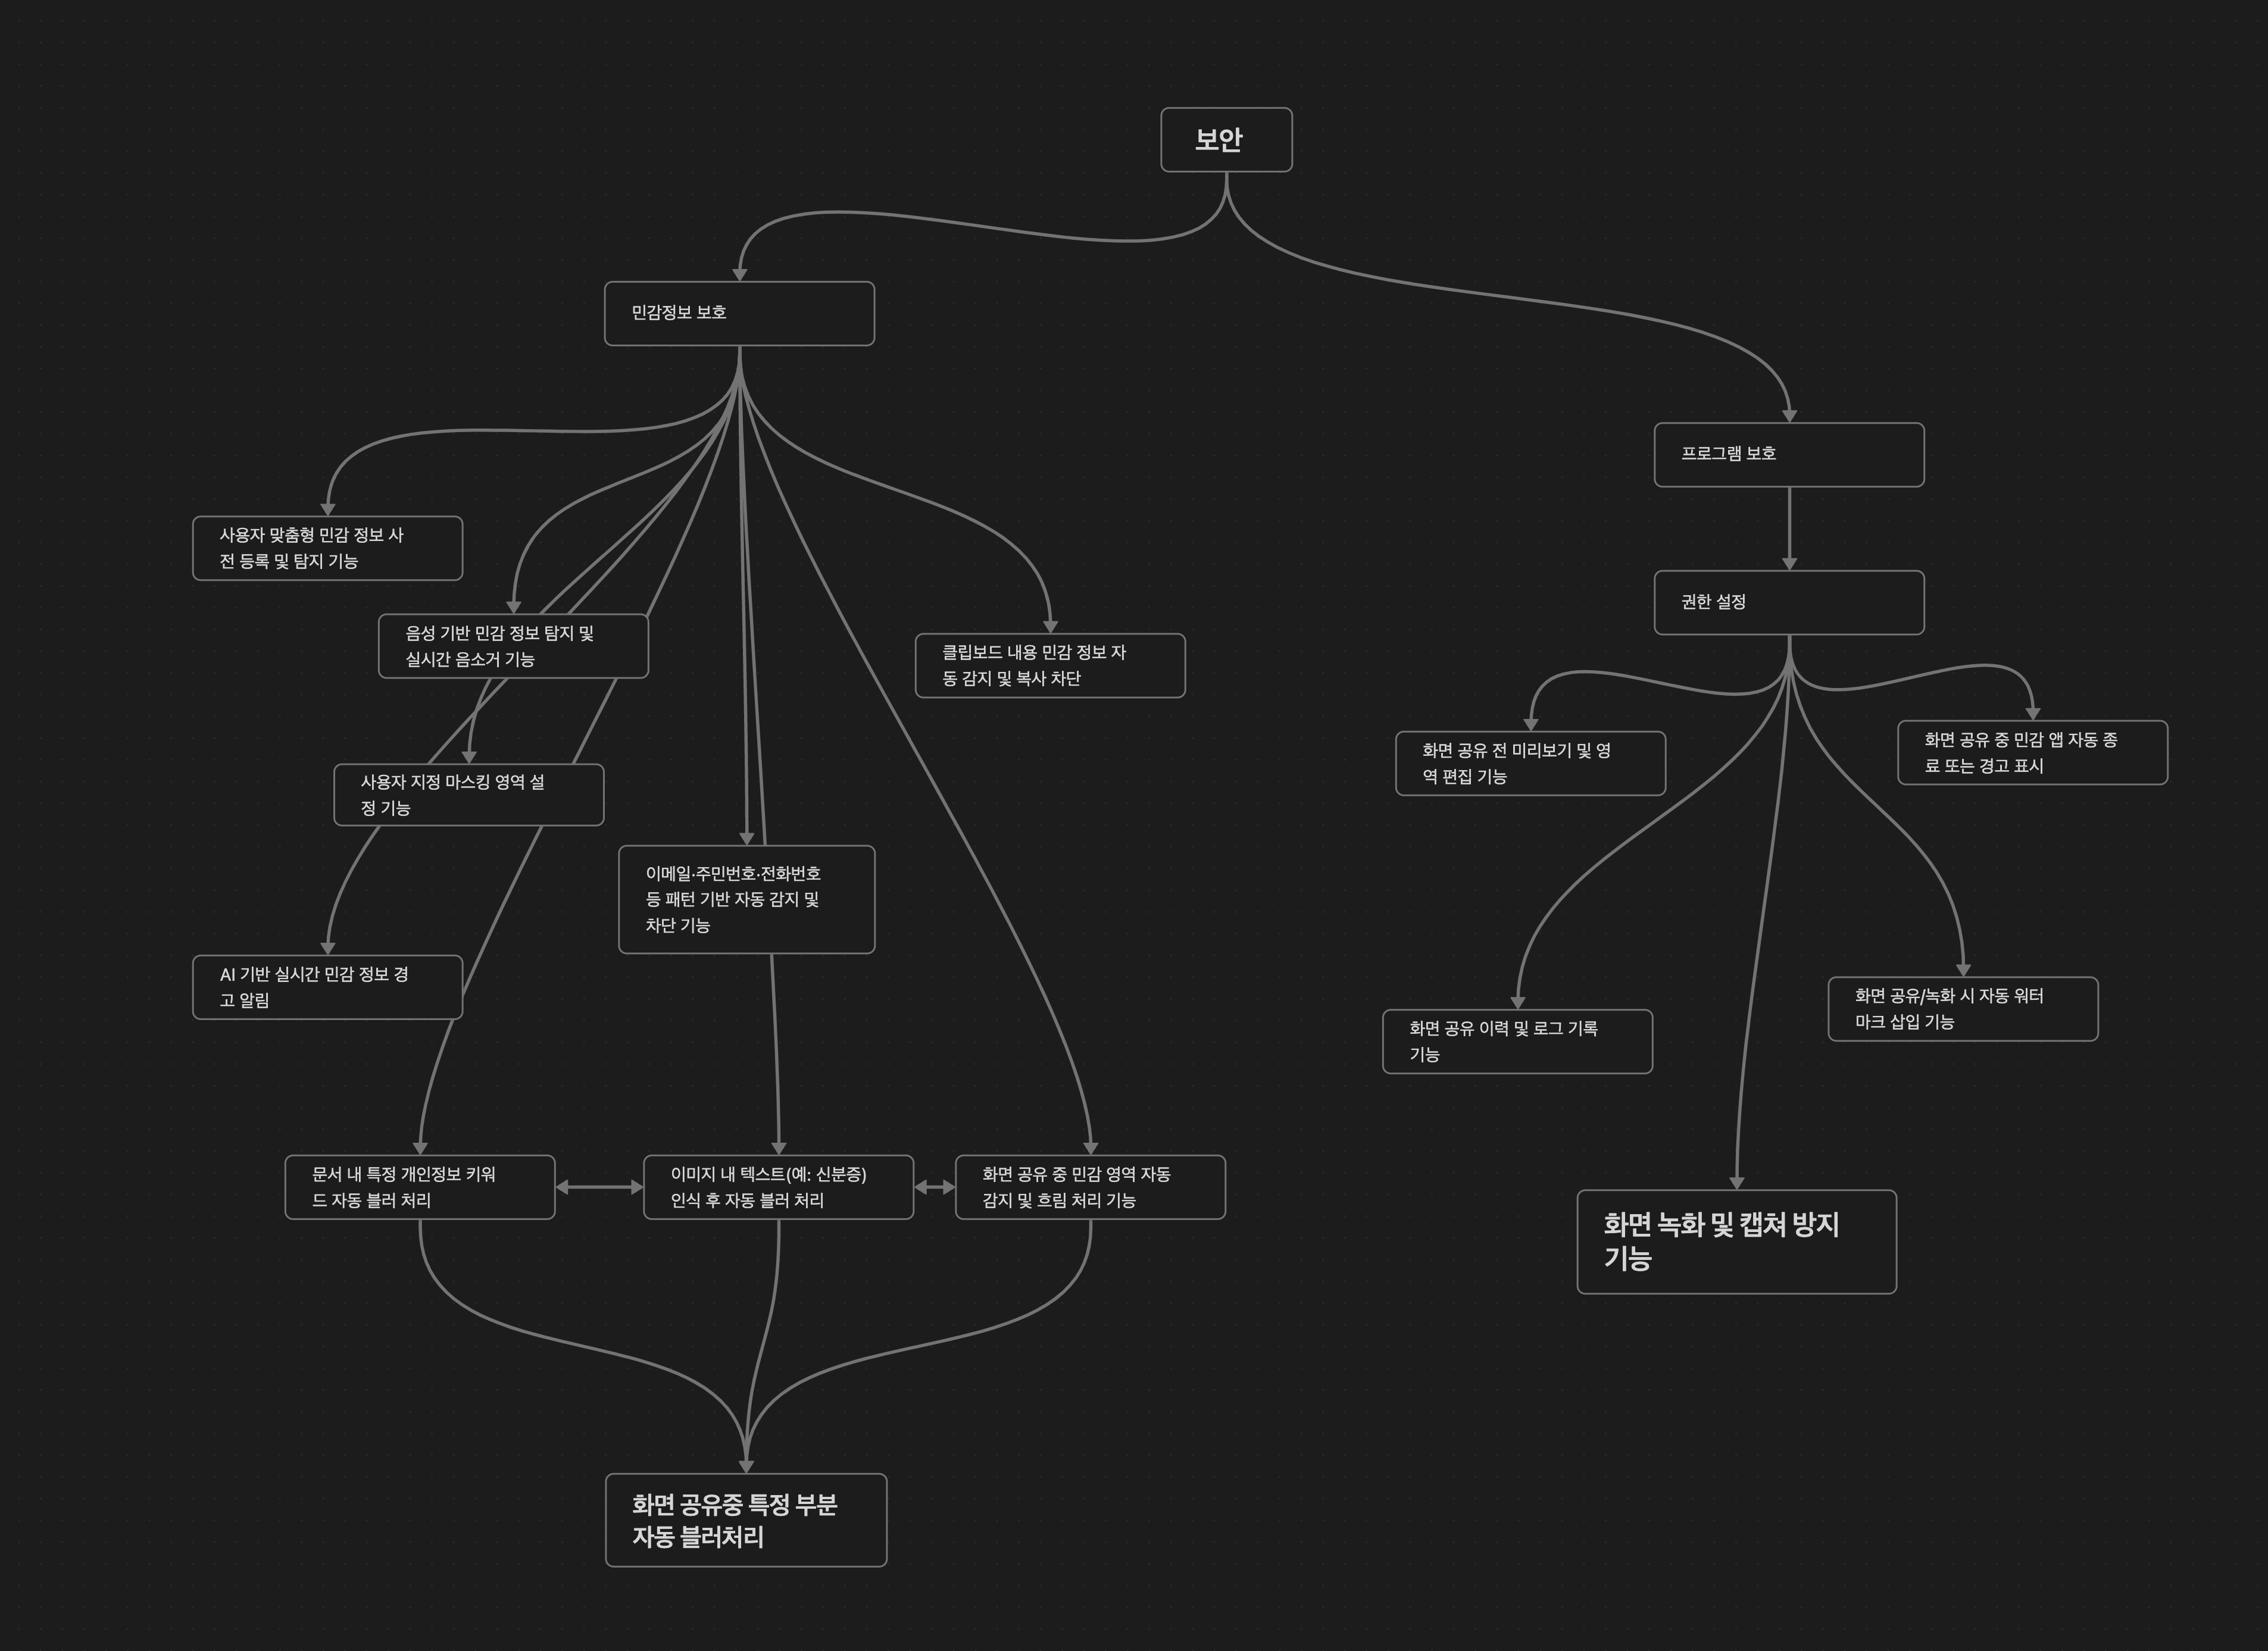 보안
민감정보 보호
프로그램 보호
사용자 맞춤형 민감 정보 사
전 등록 및 탐지 기능
권한 설정
음성 기반 민감 정보 탐지 및
실시간 음소거 기능
클립보드 내용 민감 정보 자
동 감지 및 복사 차단
화면 공유 전 미리보기 및 영
역 편집 기능
화면 공유 중 민감 앱 자동 종
료 또는 경고 표시
사용자 지정 마스킹 영역 설
정 기능
이메일·주민번호·전화번호
등 패턴 기반 자동 감지 및
차단 기능
AI 기반 실시간 민감 정보 경
고 알림
화면 공유/녹화 시 자동 워터
마크 삽입 기능
화면 공유 이력 및 로그 기록
기능
문서 내 특정 개인정보 키워
드 자동 블러 처리
이미지 내 텍스트(예: 신분증)
인식 후 자동 블러 처리
화면 공유 중 민감 영역 자동
감지 및 흐림 처리 기능
화면 녹화 및 캡쳐 방지
기능
화면 공유중 특정 부분
자동 블러처리